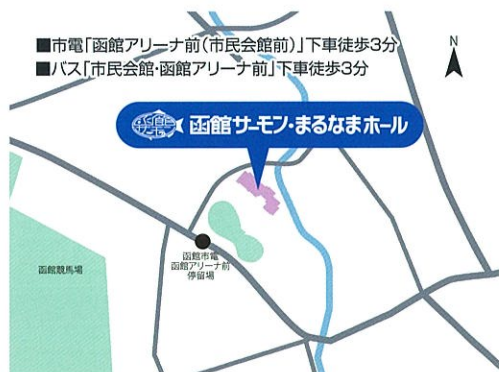 ■市電「函館アリーナ前(市民会館前)」下車徒歩3分
■バス「市民会館・函館アリーナ前」下車徒歩3分
N
函館サーモン・まるなまホール
函館市電
函館アリーナ前
停留場
函館競馬場